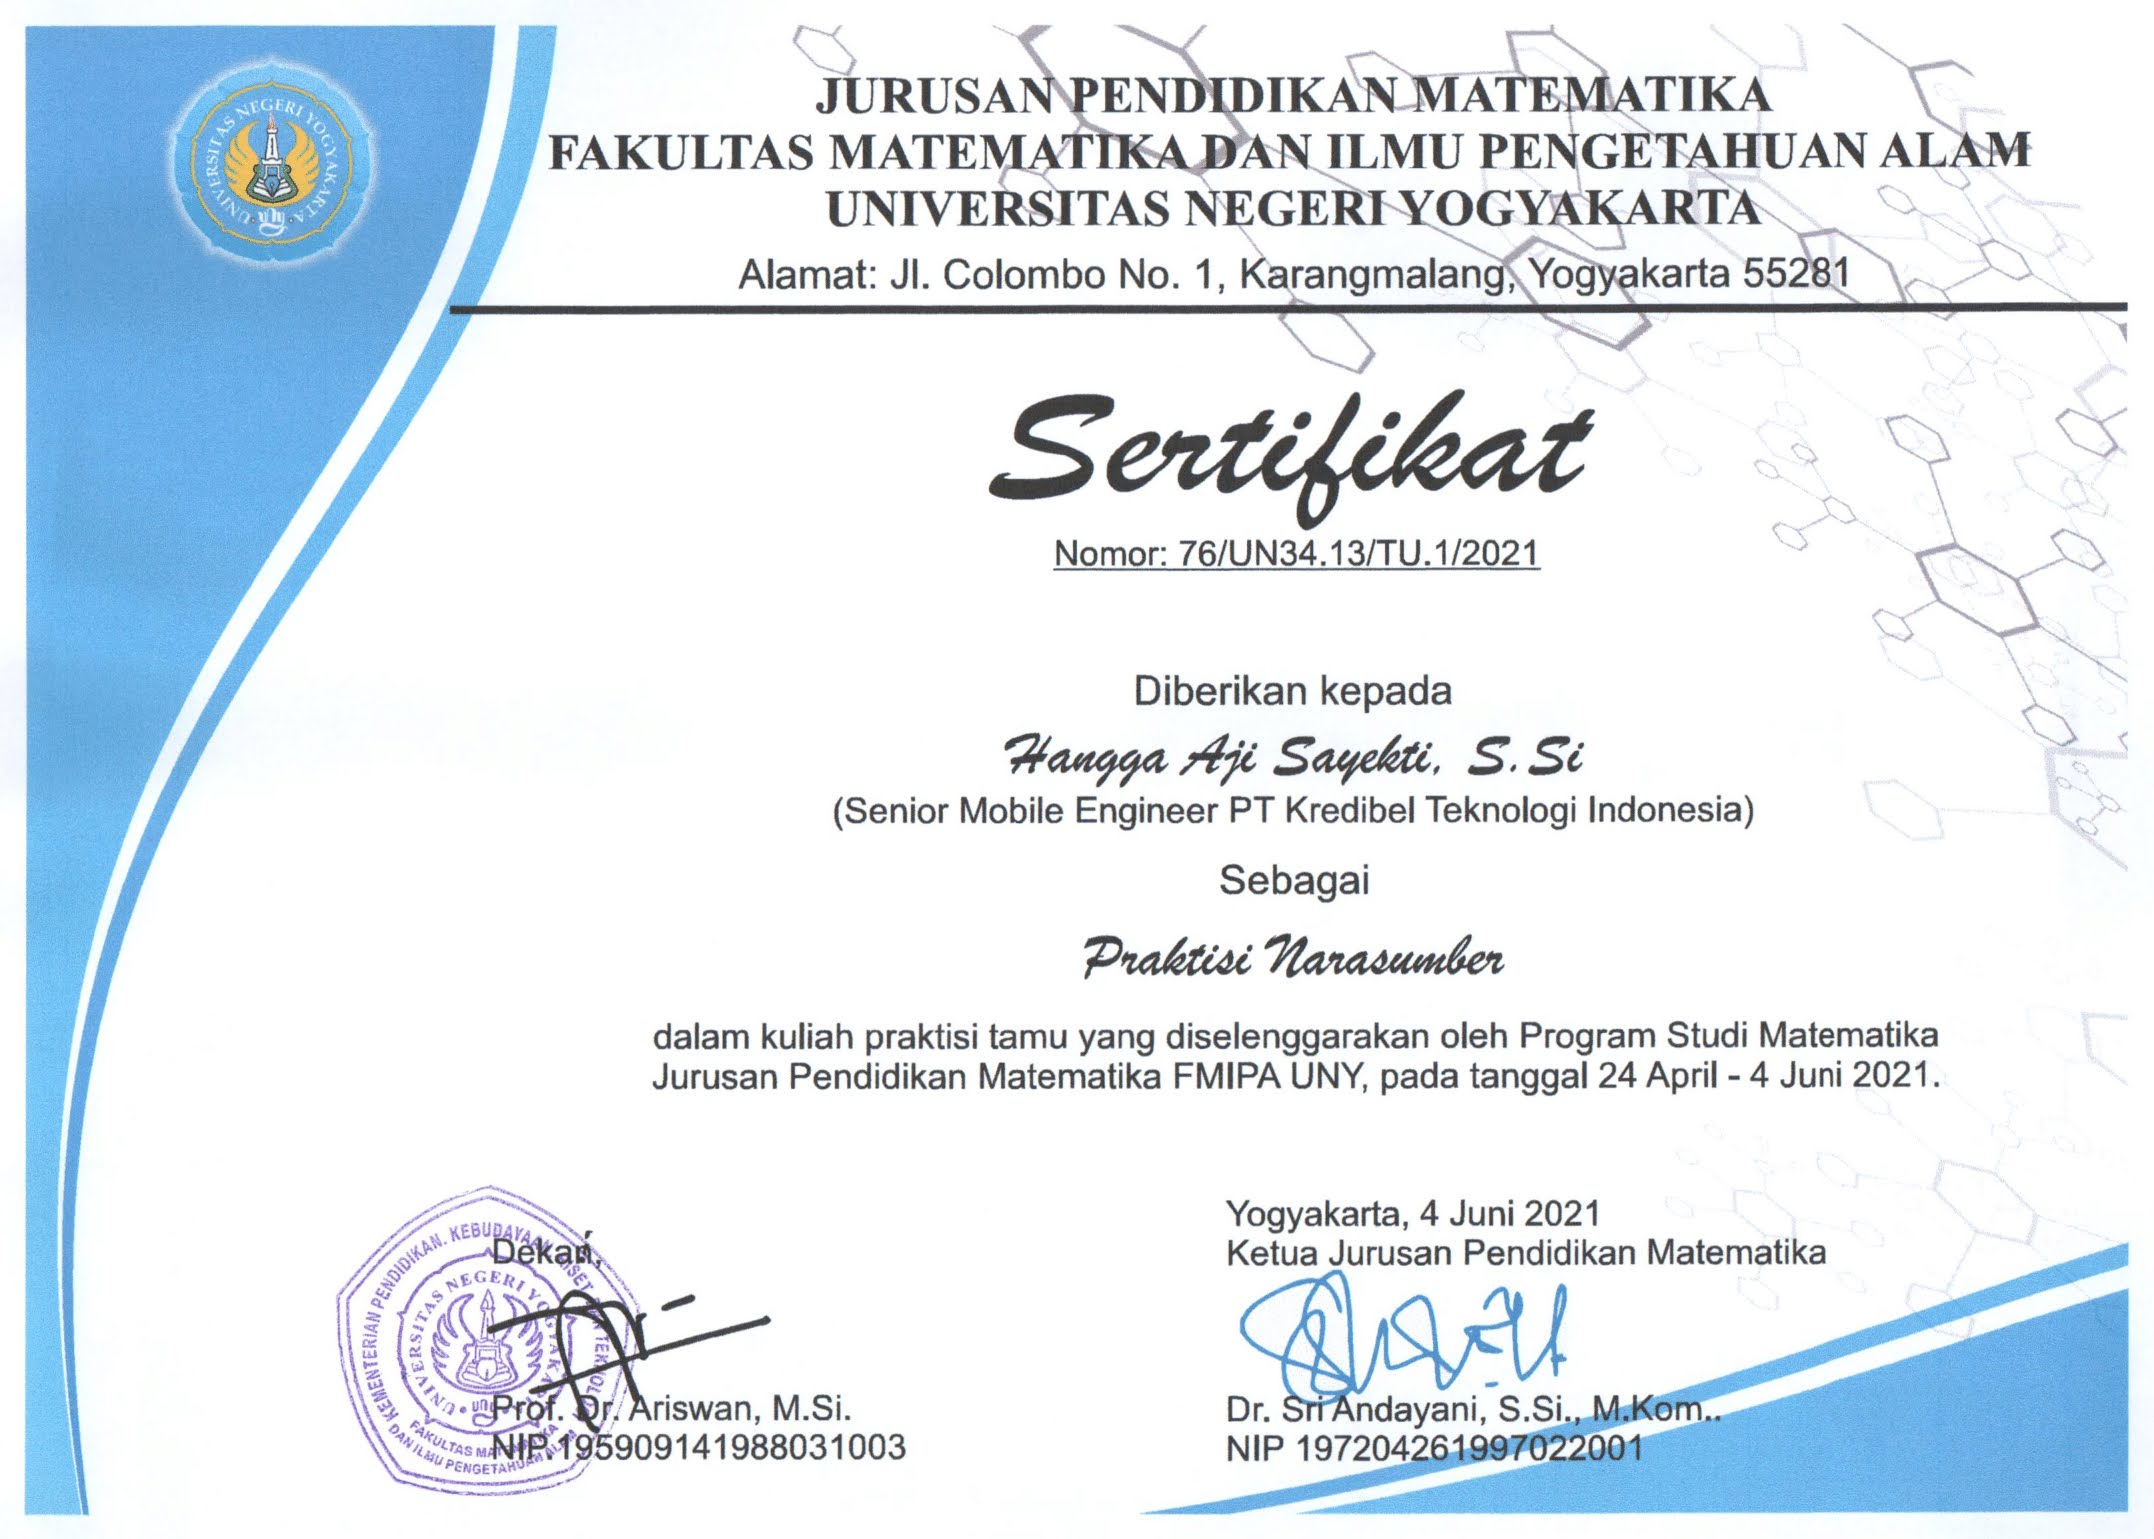 UNIVERSITAS NEGERI YOGYAKARTA
uny
JURUSAN PENDIDIKAN MATEMATIKA
FAKULTAS MATEMATIKA DAN ILMU PENGETAHUAN ALAM
UNIVERSITAS NEGERI YOGYAKARTA
Alamat: Jl. Colombo No. 1, Karangmalang, Yogyakarta 55281
Sertifikat
Nomor: 76/UN34.13/TU.1/2021
Diberikan kepada
Hangga Aji Sayekti, S.Si
(Senior Mobile Engineer PT Kredibel Teknologi Indonesia)
Sebagai
Praktisi Narasumber
dalam kuliah praktisi tamu yang diselenggarakan oleh Program Studi Matematika
Jurusan Pendidikan Matematika FMIPA UNY, pada tanggal 24 April - 4 Juni 2021.
Dekan,
KEMENTERIAN PENDIDIKAN. KEBUDAYAAN
UNIVERSITAS NEGERI YOGYAKARTA
uny
FAKULTAS
DAN ILMU PENGETAHUAN ALAM
Prof. Dr. Ariswan, M.Si.
NIP.195909141988031003
Yogyakarta, 4 Juni 2021
Ketua Jurusan Pendidikan Matematika
Dr. Sri Andayani, S.Si., M.Kom..
NIP 197204261997022001